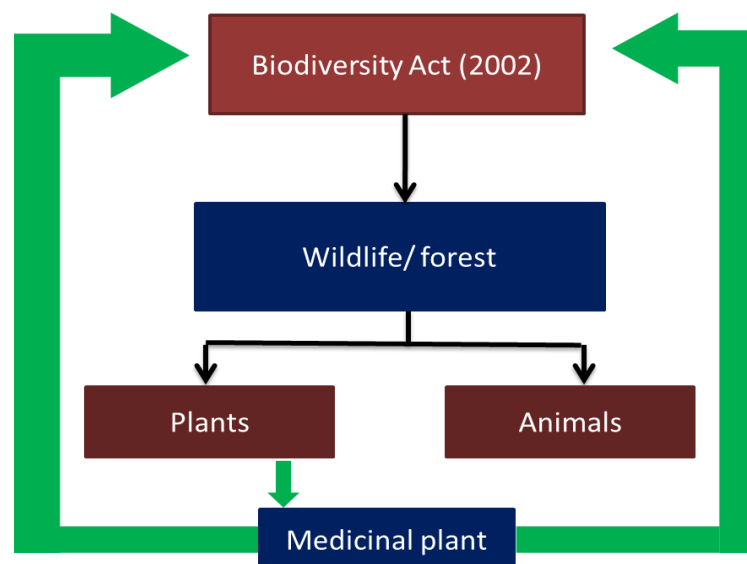 Biodiversity Act (2002)
Wildlife/ forest
Plants
Animals
Medicinal plant